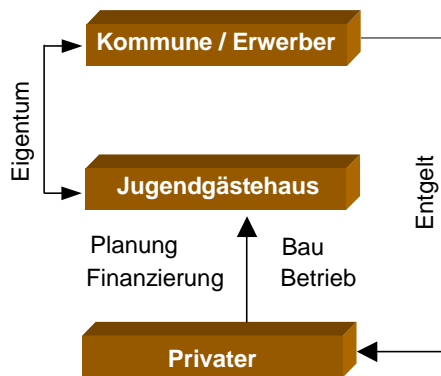 Kommune / Erwerber
Eigentum
Jugendgästehaus
Entgelt
Planung
Bau
Finanzierung
Betrieb
Privater